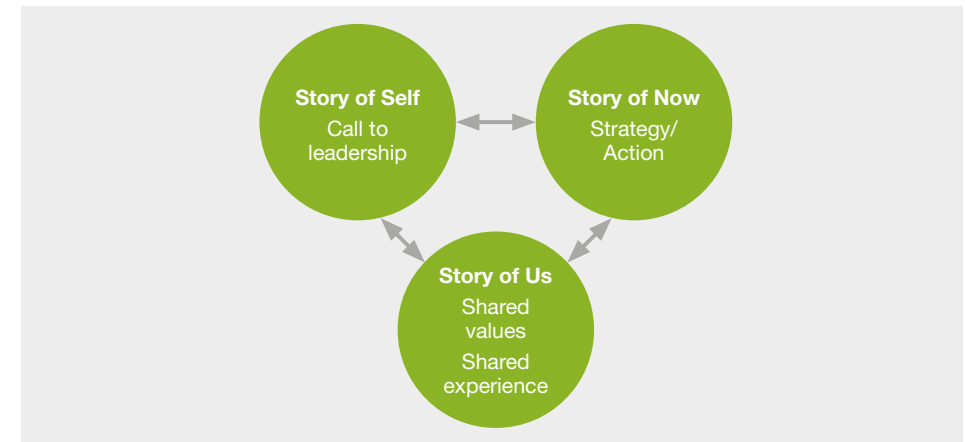 Story of Self
Call to
leadership
Story of Now
Strategy/
Action
Story of Us
Shared
values
Shared
experience